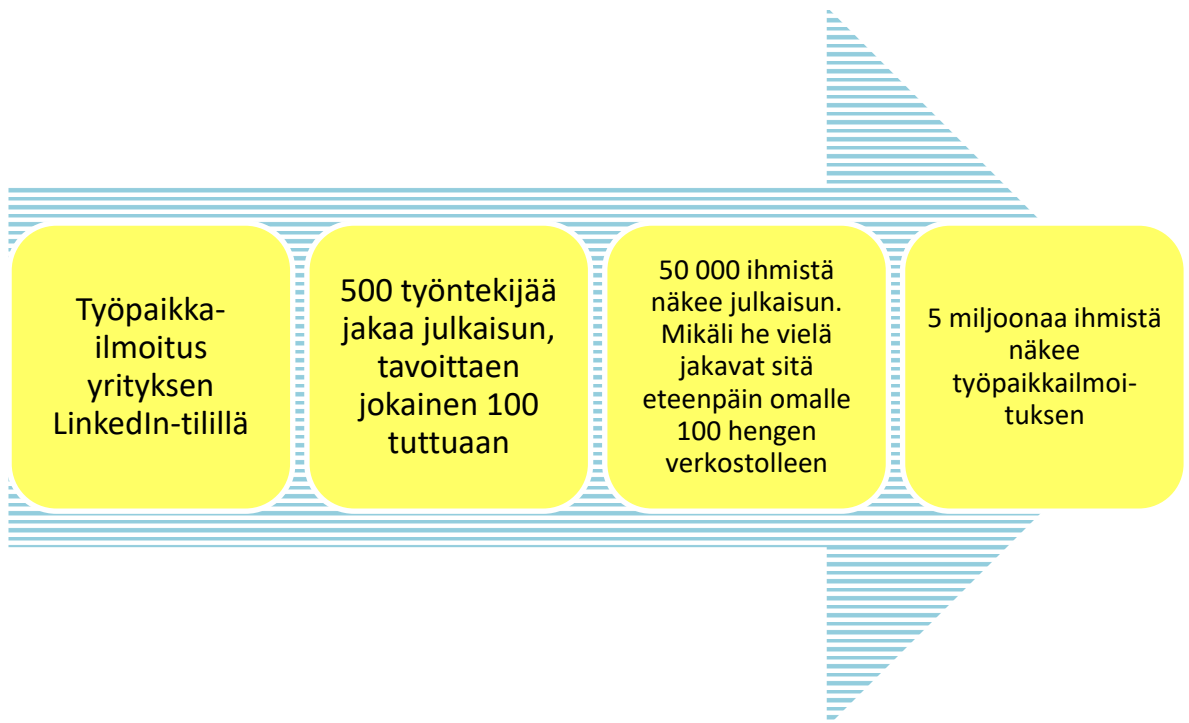 Työpaikka-
ilmoitus
yrityksen
LinkedIn-tilillä
500 työntekijää
jakaa julkaisun,
tavoittaen
jokainen 100
tuttuaan
50 000 ihmistä
näkee julkaisun.
Mikäli he vielä
jakavat sitä
eteenpäin omalle
100 hengen
verkostolleen
5 miljoonaa ihmistä
näkee
työpaikkailmoi-
tuksen